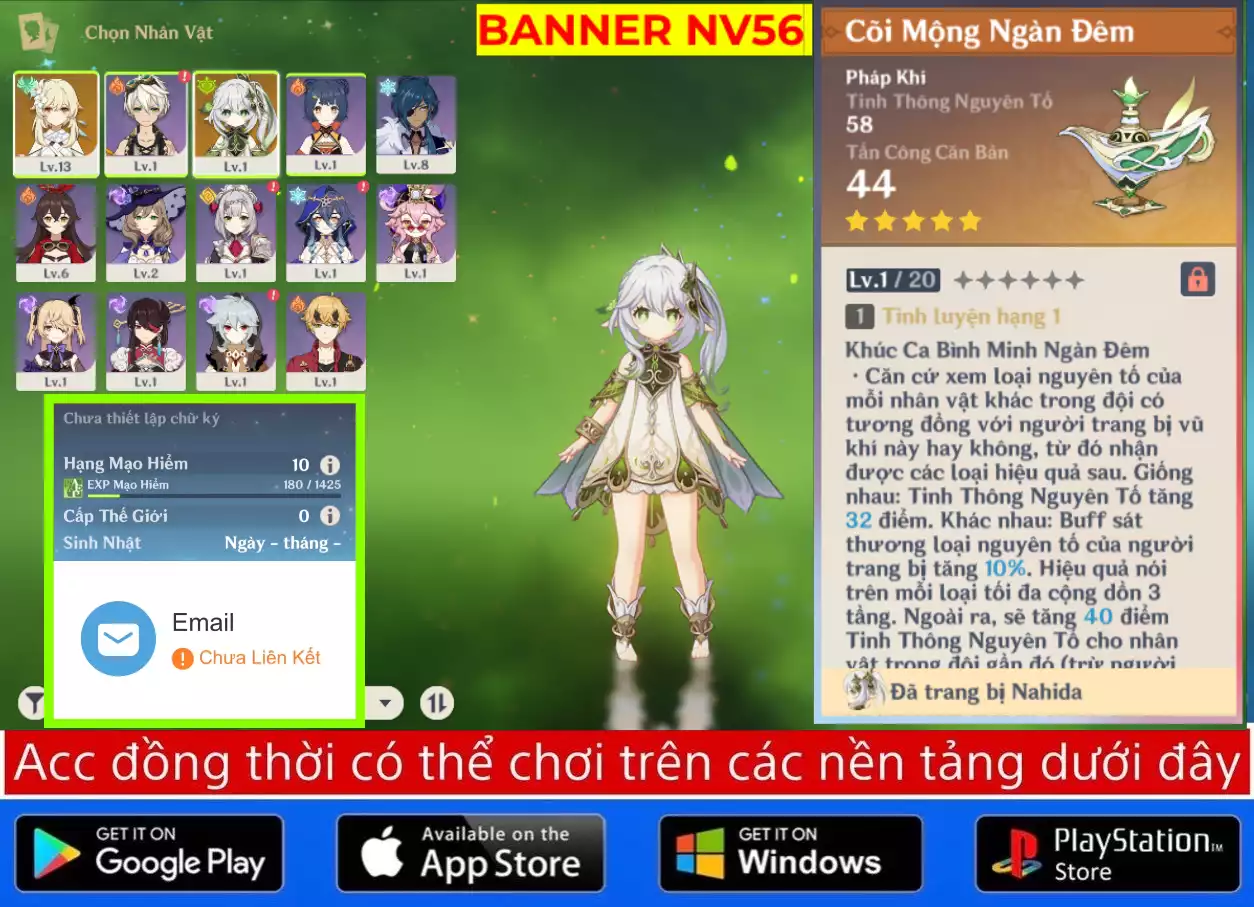 Chọn Nhân Vật
BANNER NV56
Lv.13
Lv.1
Lv.1
Lv.1
Lv.8
Lv.6
Lv.2
Lv.1
Lv.1
Lv.1
Lv.1
Lv.1
Lv.1
Lv.1
Chưa thiết lập chữ ký
Hạng Mạo Hiểm 10
EXP Mạo Hiểm 180 / 1425
Cấp Thế Giới 0
Sinh Nhật Ngày - tháng -
Email
Chưa Liên Kết
Cõi Mộng Ngàn Đêm
Pháp Khí
Tinh Thông Nguyên Tố
58
Tấn Công Căn Bản
44
Lv.1 / 20
1 Tinh luyện hạng 1
Khúc Ca Bình Minh Ngàn Đêm
· Căn cứ xem loại nguyên tố của
mỗi nhân vật khác trong đội có
tương đồng với người trang bị vũ
khí này hay không, từ đó nhận
được các loại hiệu quả sau. Giống
nhau: Tinh Thông Nguyên Tố tăng
32 điểm. Khác nhau: Buff sát
thương loại nguyên tố của người
trang bị tăng 10%. Hiệu quả nói
trên mỗi loại tối đa cộng dồn 3
tầng. Ngoài ra, sẽ tăng 40 điểm
Tinh Thông Nguyên Tố cho nhân
vật trong đội gần đó (trừ người
Đã trang bị Nahida
Acc đồng thời có thể chơi trên các nền tảng dưới đây
GET IT ON
Google Play
Available on the
App Store
GET IT ON
Windows
PlayStation™
Store